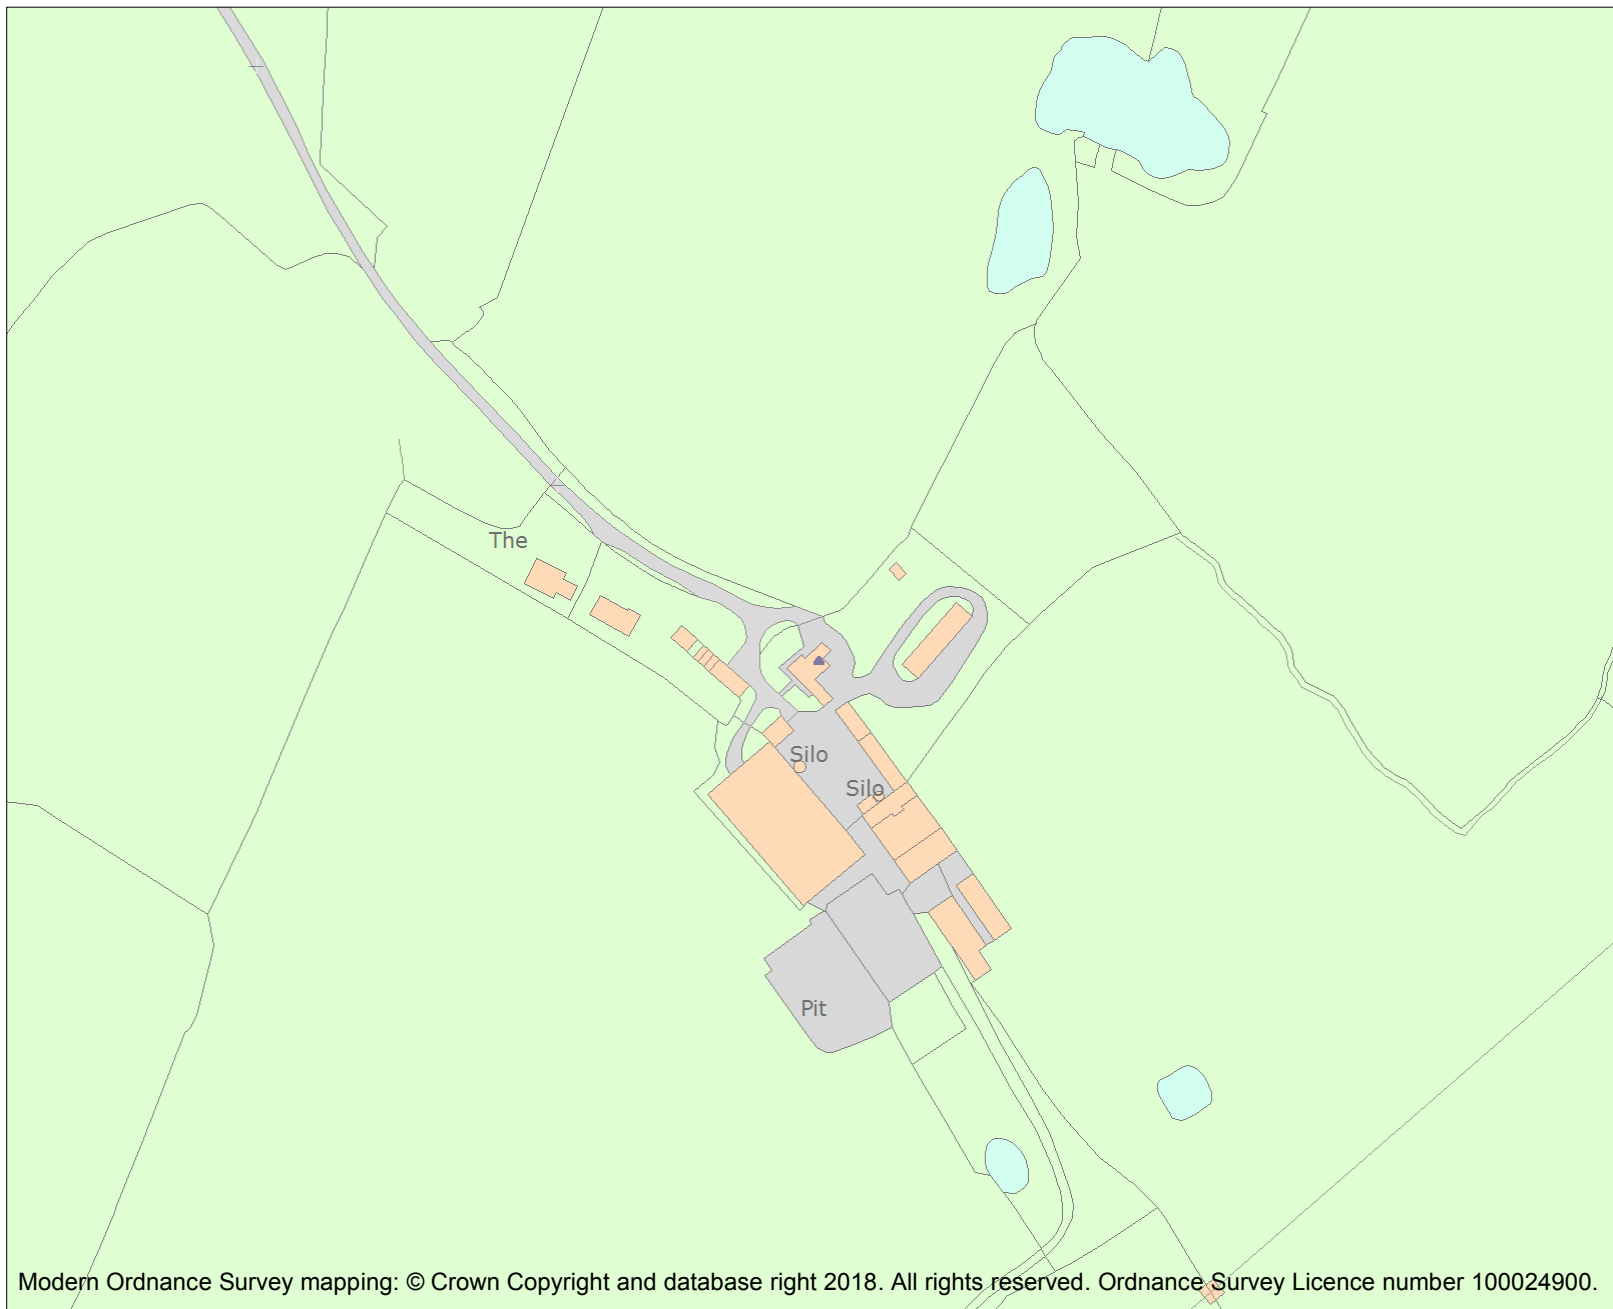 The
Silo
Silo
Pit
Modern Ordnance Survey mapping: © Crown Copyright and database right 2018. All rights reserved. Ordnance Survey Licence number 100024900.